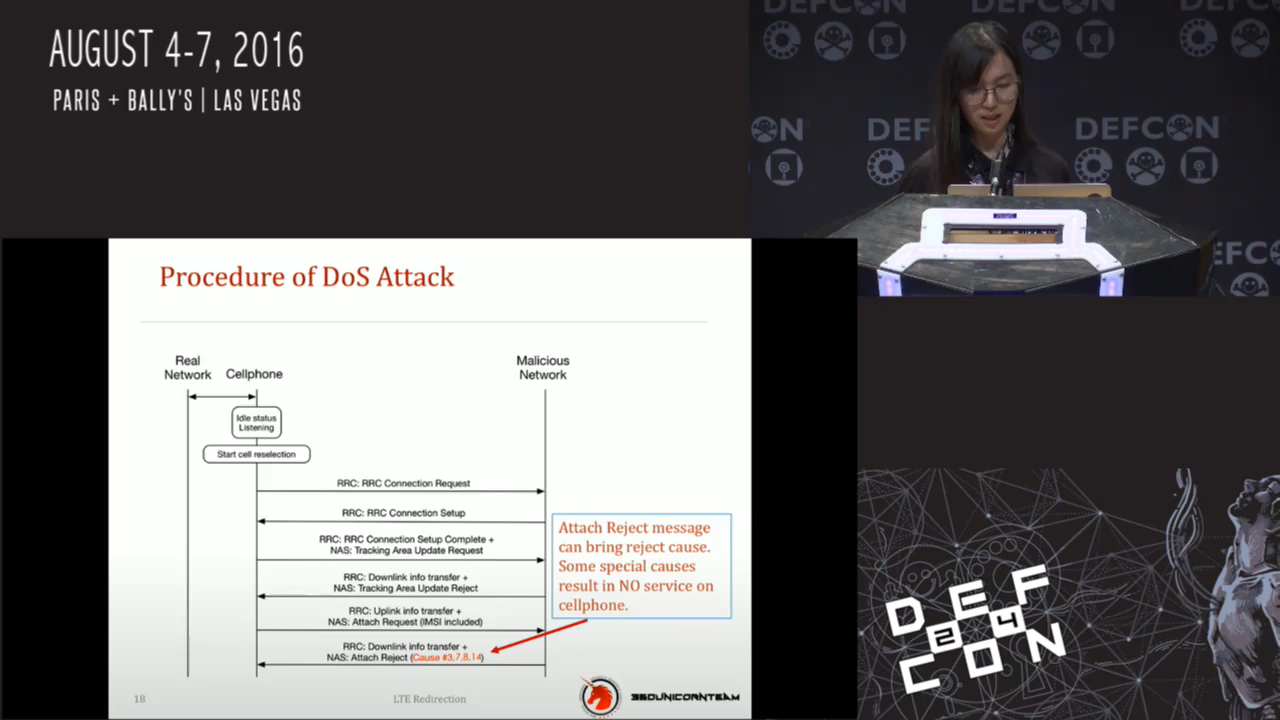 AUGUST 4-7, 2016
PARIS + BALLY'S | LAS VEGAS
DEFCON
Procedure of DoS Attack
Real
Network
Cellphone
Malicious
Network
Idle status
Listening
Start cell reselection
RRC: RRC Connection Request
RRC: RRC Connection Setup
RRC: RRC Connection Setup Complete +
NAS: Tracking Area Update Request
RRC: Downlink info transfer +
NAS: Tracking Area Update Reject
RRC: Uplink info transfer +
NAS: Attach Request (IMSI included)
RRC: Downlink info transfer +
NAS: Attach Reject (Cause #3,7,8,14)
Attach Reject message
can bring reject cause.
Some special causes
result in NO service on
cellphone.
18
LTE Redirection
360UNICORNTEAM
DEF
24
CON